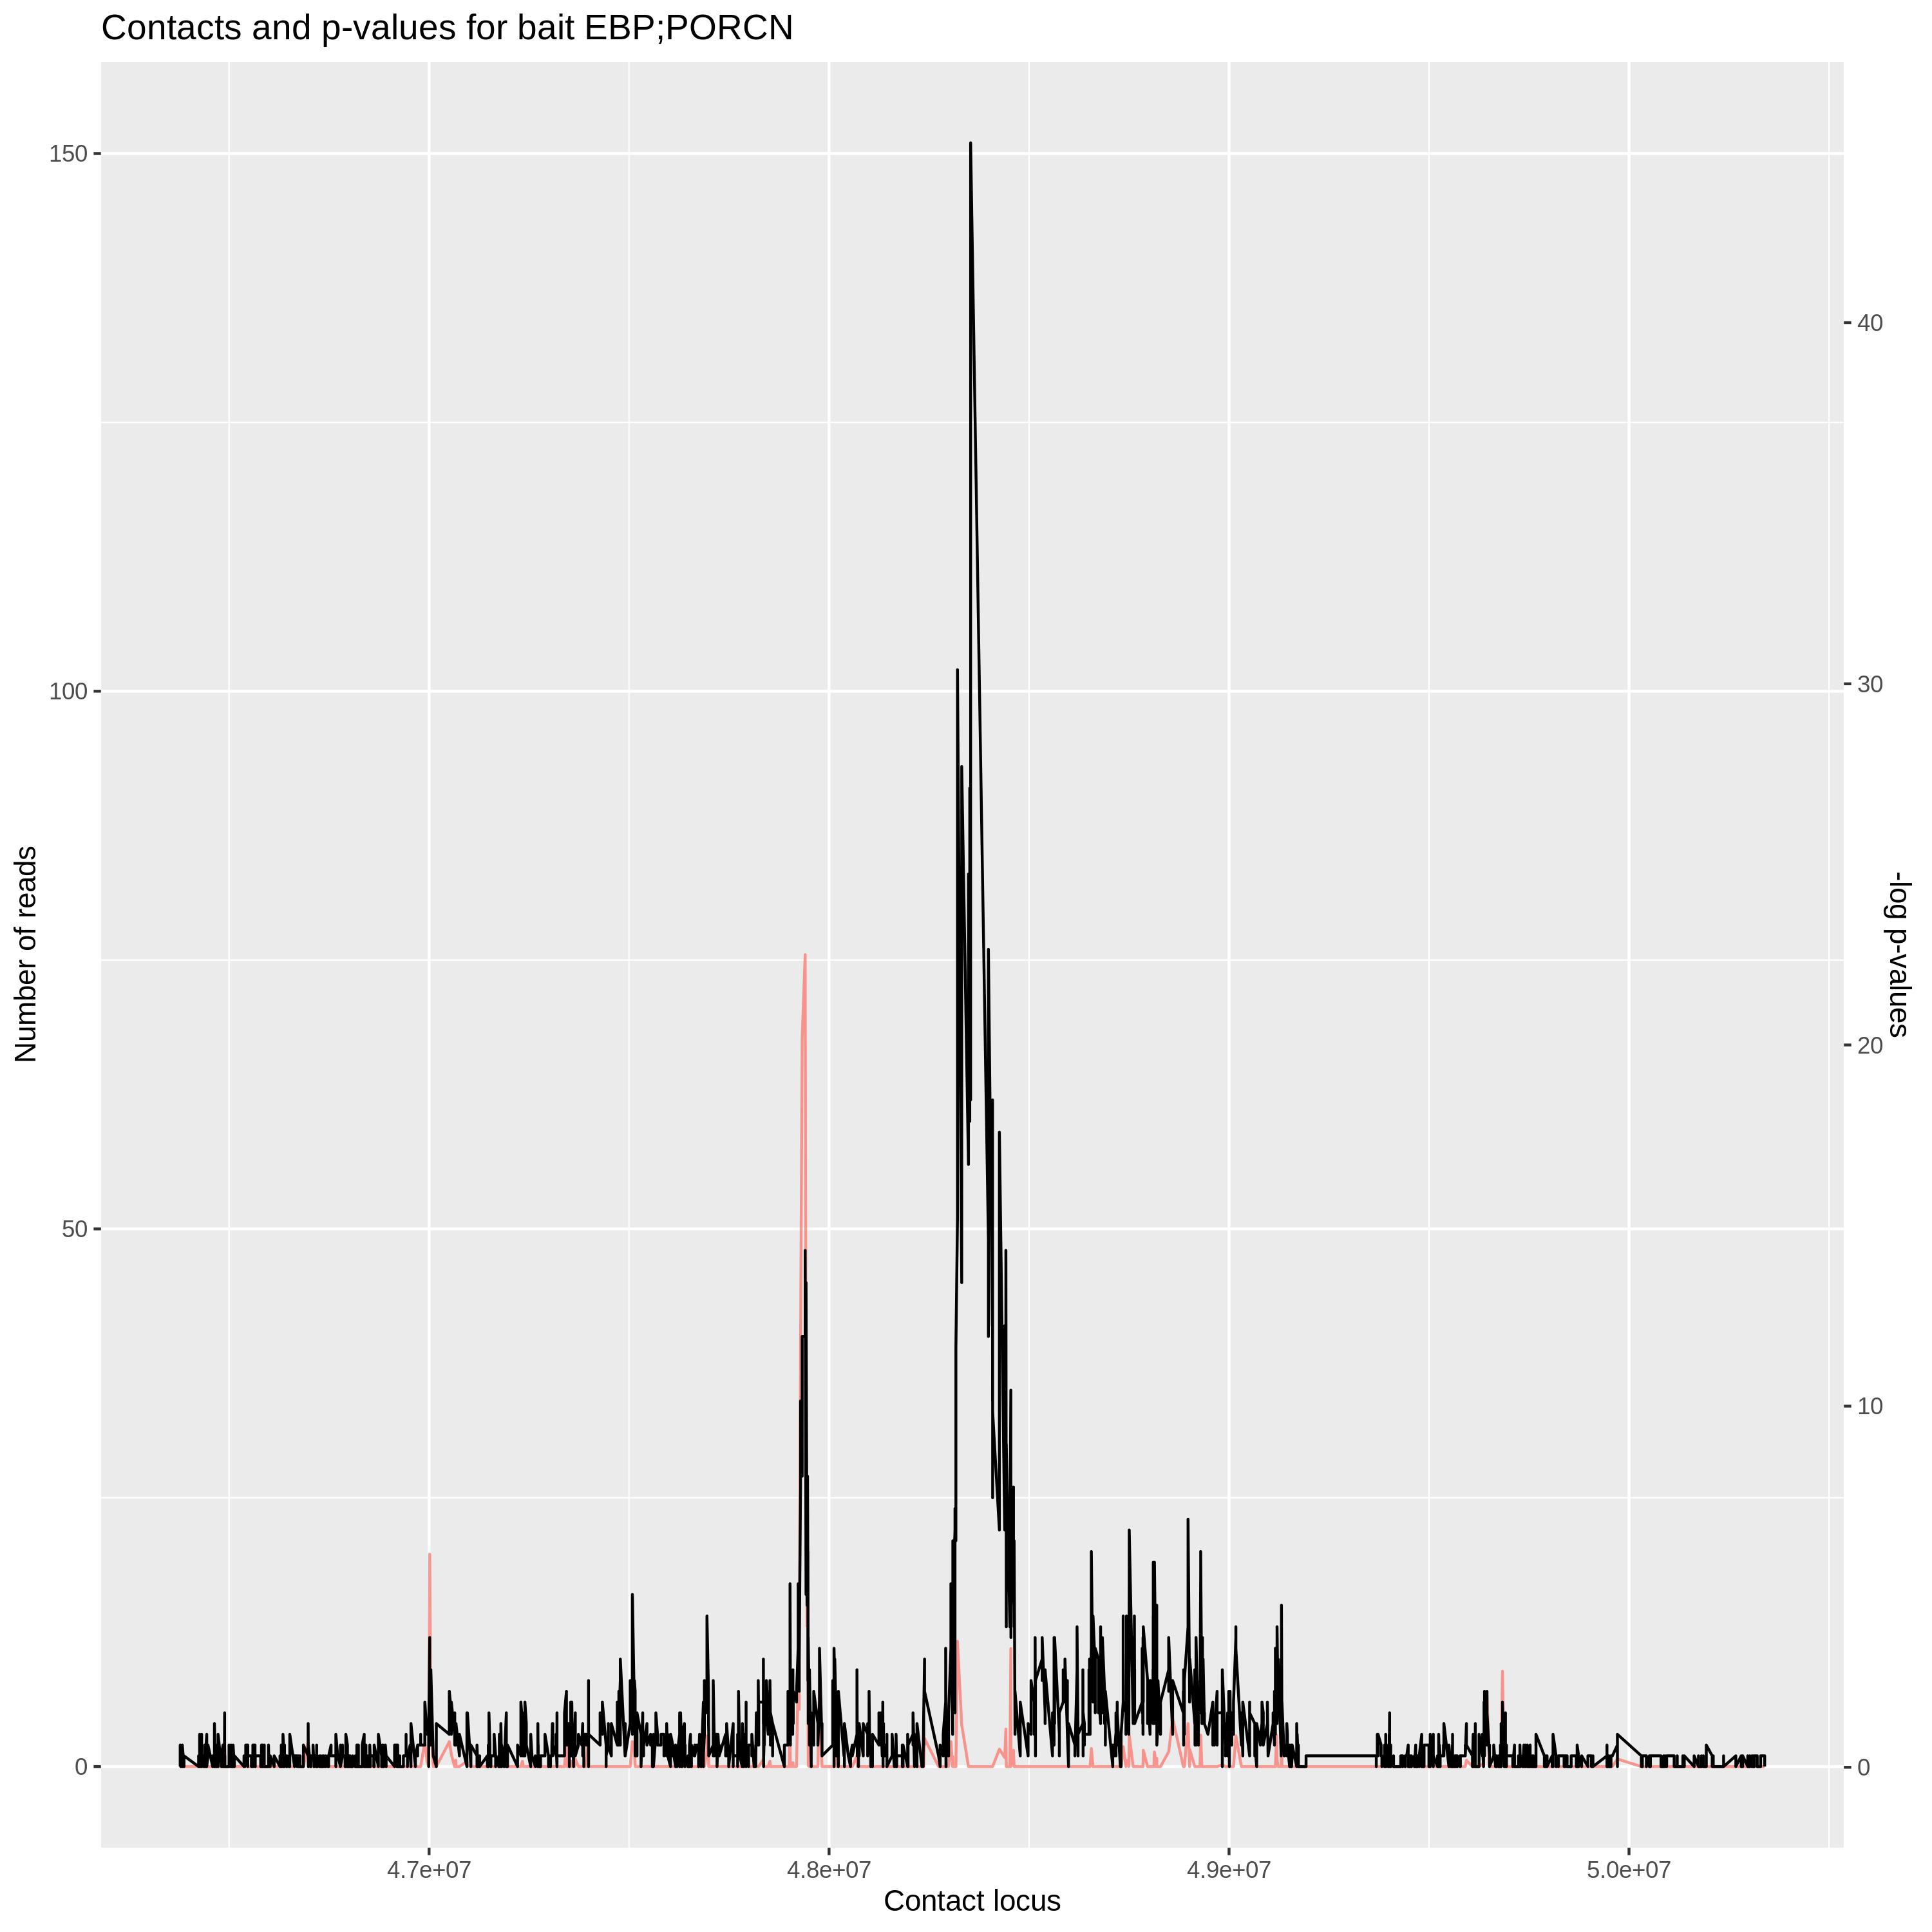 Contacts and p-values for bait EBP;PORCN
150
100
50
0
Number of reads
40
30
20
10
0
-log p-values
4.7e+07
4.8e+07
4.9e+07
5.0e+07
Contact locus